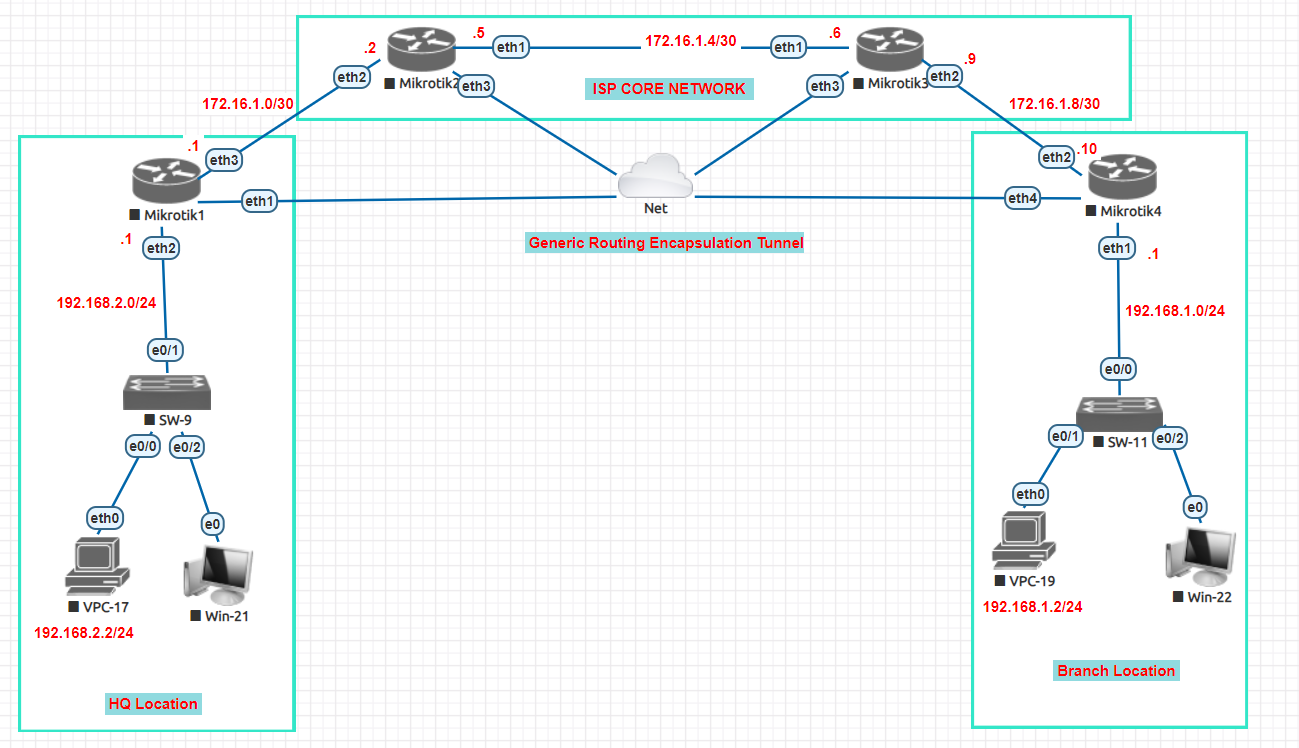 .2
.5
eth1
172.16.1.4/30
eth1
.6
eth2
Mikrotik2
eth3
ISP CORE NETWORK
eth3
Mikrotik3
eth2
.9
172.16.1.0/30
172.16.1.8/30
.1
eth3
eth2
.10
Mikrotik1
eth1
Net
eth4
Mikrotik4
.1
eth2
Generic Routing Encapsulation Tunnel
eth1
.1
192.168.2.0/24
192.168.1.0/24
e0/1
e0/0
SW-9
e0/0
e0/2
e0/1
SW-11
e0/2
eth0
e0
eth0
e0
VPC-17
Win-21
VPC-19
Win-22
192.168.2.2/24
192.168.1.2/24
HQ Location
Branch Location